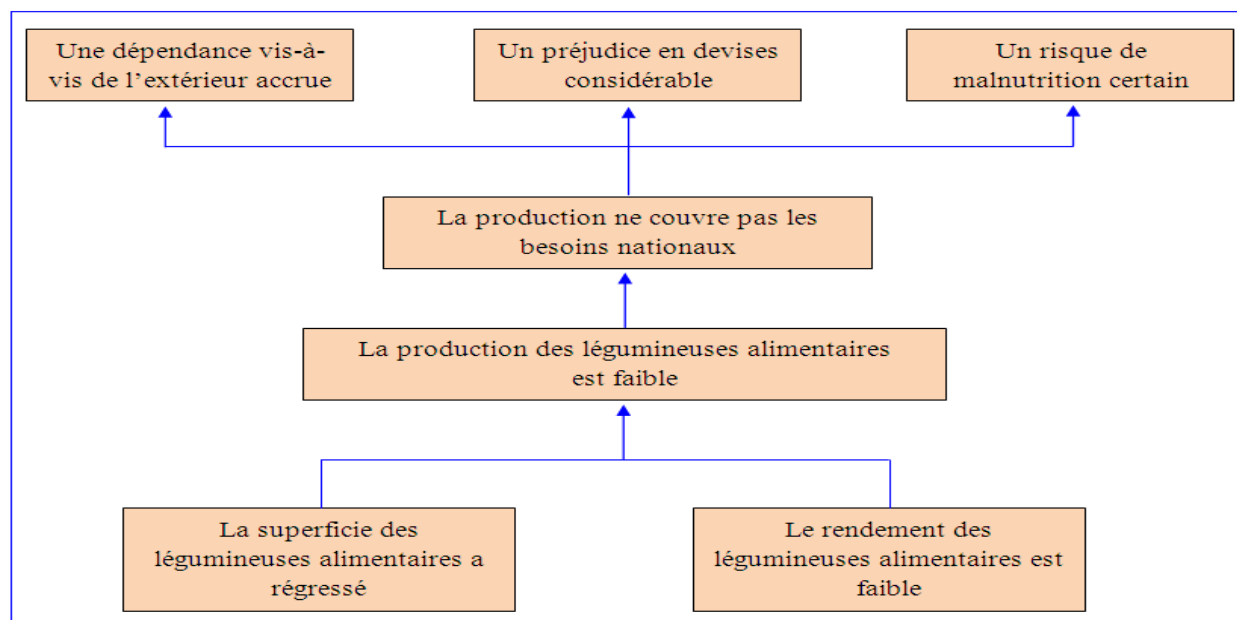 Une dépendance vis-à-
vis de l'extérieur accrue
Un préjudice en devises
considérable
Un risque de
malnutrition certain
La production ne couvre pas les
besoins nationaux
La production des légumineuses alimentaires
est faible
La superficie des
légumineuses alimentaires a
régressé
Le rendement des
légumineuses alimentaires est
faible